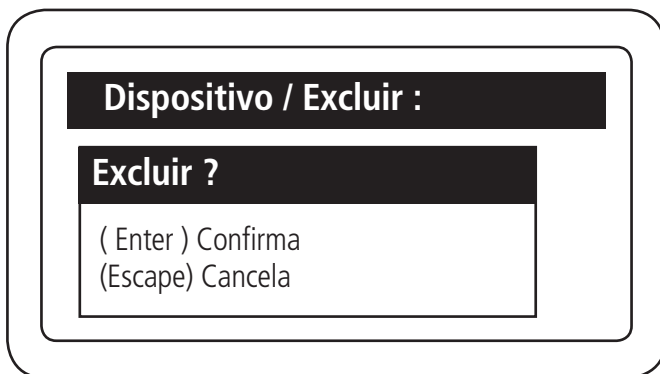 Dispositivo / Excluir :
Excluir ?
( Enter ) Confirma
(Escape) Cancela